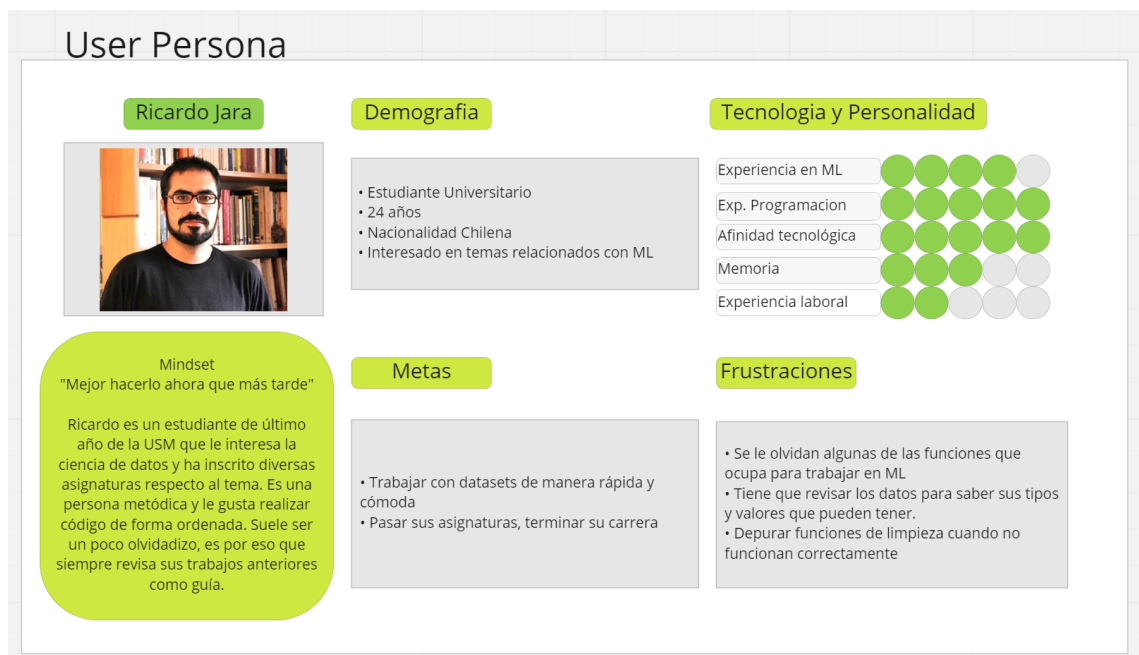 User Persona
Ricardo Jara
Mindset
"Mejor hacerlo ahora que más tarde"
Ricardo es un estudiante de último
año de la USM que le interesa la
ciencia de datos y ha inscrito diversas
asignaturas respecto al tema. Es una
persona metódica y le gusta realizar
código de forma ordenada. Suele ser
un poco olvidadizo, es por eso que
siempre revisa sus trabajos anteriores
como guía.
Demografia
• Estudiante Universitario
• 24 años
• Nacionalidad Chilena
• Interesado en temas relacionados con ML
Tecnologia y Personalidad
Experiencia en ML
Exp. Programacion
Afinidad tecnológica
Memoria
Experiencia laboral
Metas
• Trabajar con datasets de manera rápida y
cómoda
• Pasar sus asignaturas, terminar su carrera
Frustraciones
• Se le olvidan algunas de las funciones que
ocupa para trabajar en ML
• Tiene que revisar los datos para saber sus tipos
y valores que pueden tener.
• Depurar funciones de limpieza cuando no
funcionan correctamente